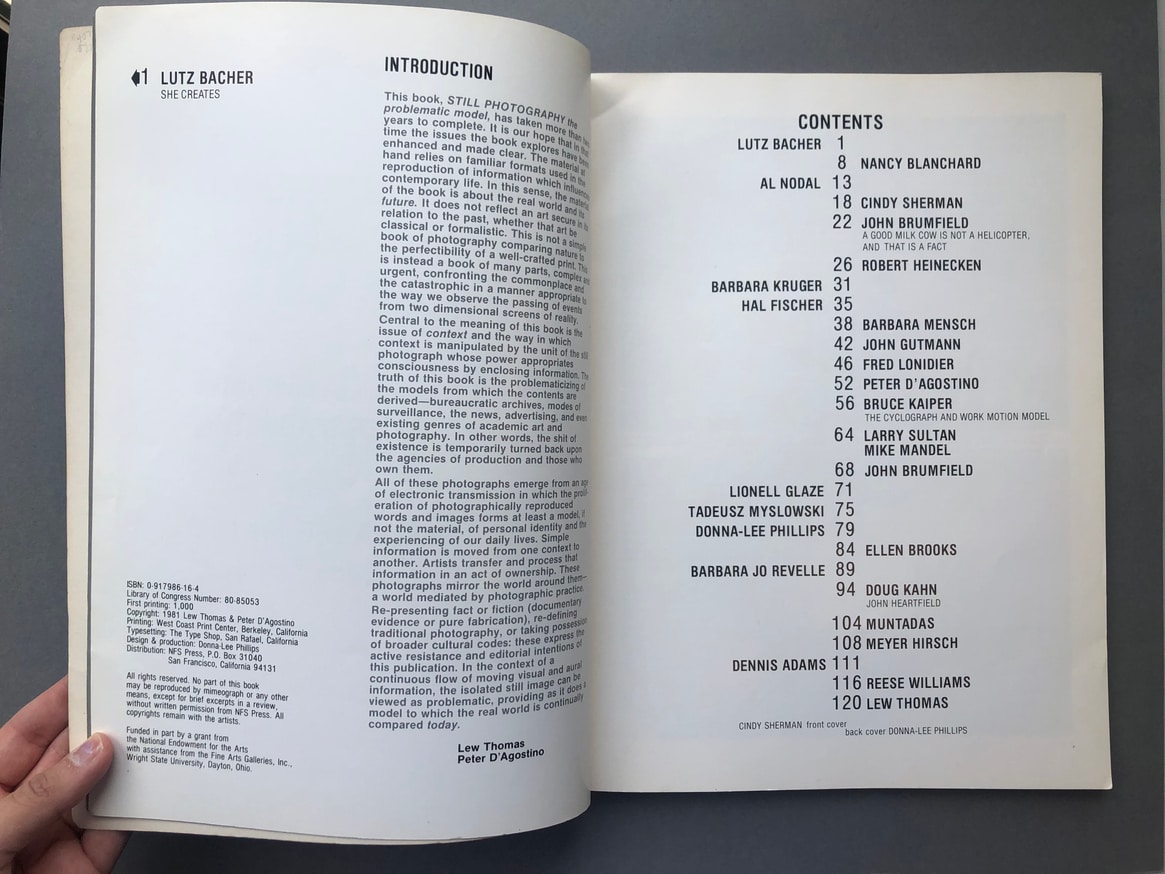 1 LUTZ BACHER
SHE CREATES
ISBN: 0-917986-16-4
Library of Congress Number: 80-85053
First printing: 1,000
Copyright: 1981 Lew Thomas & Peter D'Agostino
Printing: West Coast Print Center, Berkeley, California
Typesetting: The Type Shop, San Rafael, California
Design & production: Donna-Lee Phillips
Distribution: NFS Press, P.O. Box 31040
San Francisco, California 94131
All rights reserved. No part of this book
may be reproduced by mimeograph or any other
means, except for brief excerpts in a review,
without written permission from NFS Press. All
copyrights remain with the artists.
Funded in part by a grant from
the National Endowment for the Arts
with assistance from the Fine Arts Galleries, Inc.,
Wright State University, Dayton, Ohio.
INTRODUCTION
This book, STILL PHOTOGRAPHY the
problematic model, has taken more than
years to complete. It is our hope that in
time the issues the book explores have been
enhanced and made clear. The material at
hand relies on familiar formats used in the
reproduction of information which influences
contemporary life. In this sense, the material
of the book is about the real world and its
future. It does not reflect an art secure in its
relation to the past, whether that art be
classical or formalistic. This is not a simple
book of photography comparing nature to
the perfectibility of a well-crafted print. This
is instead a book of many parts, complex and
urgent, confronting the commonplace and
the catastrophic in a manner appropriate to
the way we observe the passing of events
from two dimensional screens of reality.
Central to the meaning of this book is the
issue of context and the way in which
context is manipulated by the unit of the still
photograph whose power appropriates
consciousness by enclosing information. The
truth of this book is the problematicizing of
the models from which the contents are
derived—bureaucratic archives, modes of
surveillance, the news, advertising, and even
existing genres of academic art and
photography. In other words, the shit of
existence is temporarily turned back upon
the agencies of production and those who
own them.
All of these photographs emerge from an age
of electronic transmission in which the prolif-
eration of photographically reproduced
words and images forms at least a model, if
not the material, of personal identity and the
experiencing of our daily lives. Simple
information is moved from one context to
another. Artists transfer and process that
information in an act of ownership. These
photographs mirror the world around them—
a world mediated by photographic practice.
Re-presenting fact or fiction (documentary
evidence or pure fabrication), re-defining
traditional photography, or taking possession
of broader cultural codes: these express the
active resistance and editorial intentions of
this publication. In the context of a
continuous flow of moving visual and aural
information, the isolated still image can be
viewed as problematic, providing as it does a
model to which the real world is continually
compared today.
Lew Thomas
Peter D'Agostino
CONTENTS
LUTZ BACHER 1
8 NANCY BLANCHARD
AL NODAL 13
18 CINDY SHERMAN
22 JOHN BRUMFIELD
A GOOD MILK COW IS NOT A HELICOPTER,
AND THAT IS A FACT
26 ROBERT HEINECKEN
BARBARA KRUGER 31
HAL FISCHER 35
38 BARBARA MENSCH
42 JOHN GUTMANN
46 FRED LONIDIER
52 PETER D'AGOSTINO
56 BRUCE KAIPER
THE CYCLOGRAPH AND WORK MOTION MODEL
64 LARRY SULTAN
MIKE MANDEL
68 JOHN BRUMFIELD
LIONELL GLAZE 71
TADEUSZ MYSLOWSKI 75
DONNA-LEE PHILLIPS 79
84 ELLEN BROOKS
BARBARA JO REVELLE 89
94 DOUG KAHN
JOHN HEARTFIELD
104 MUNTADAS
108 MEYER HIRSCH
DENNIS ADAMS 111
116 REESE WILLIAMS
120 LEW THOMAS
CINDY SHERMAN front cover
back cover DONNA-LEE PHILLIPS